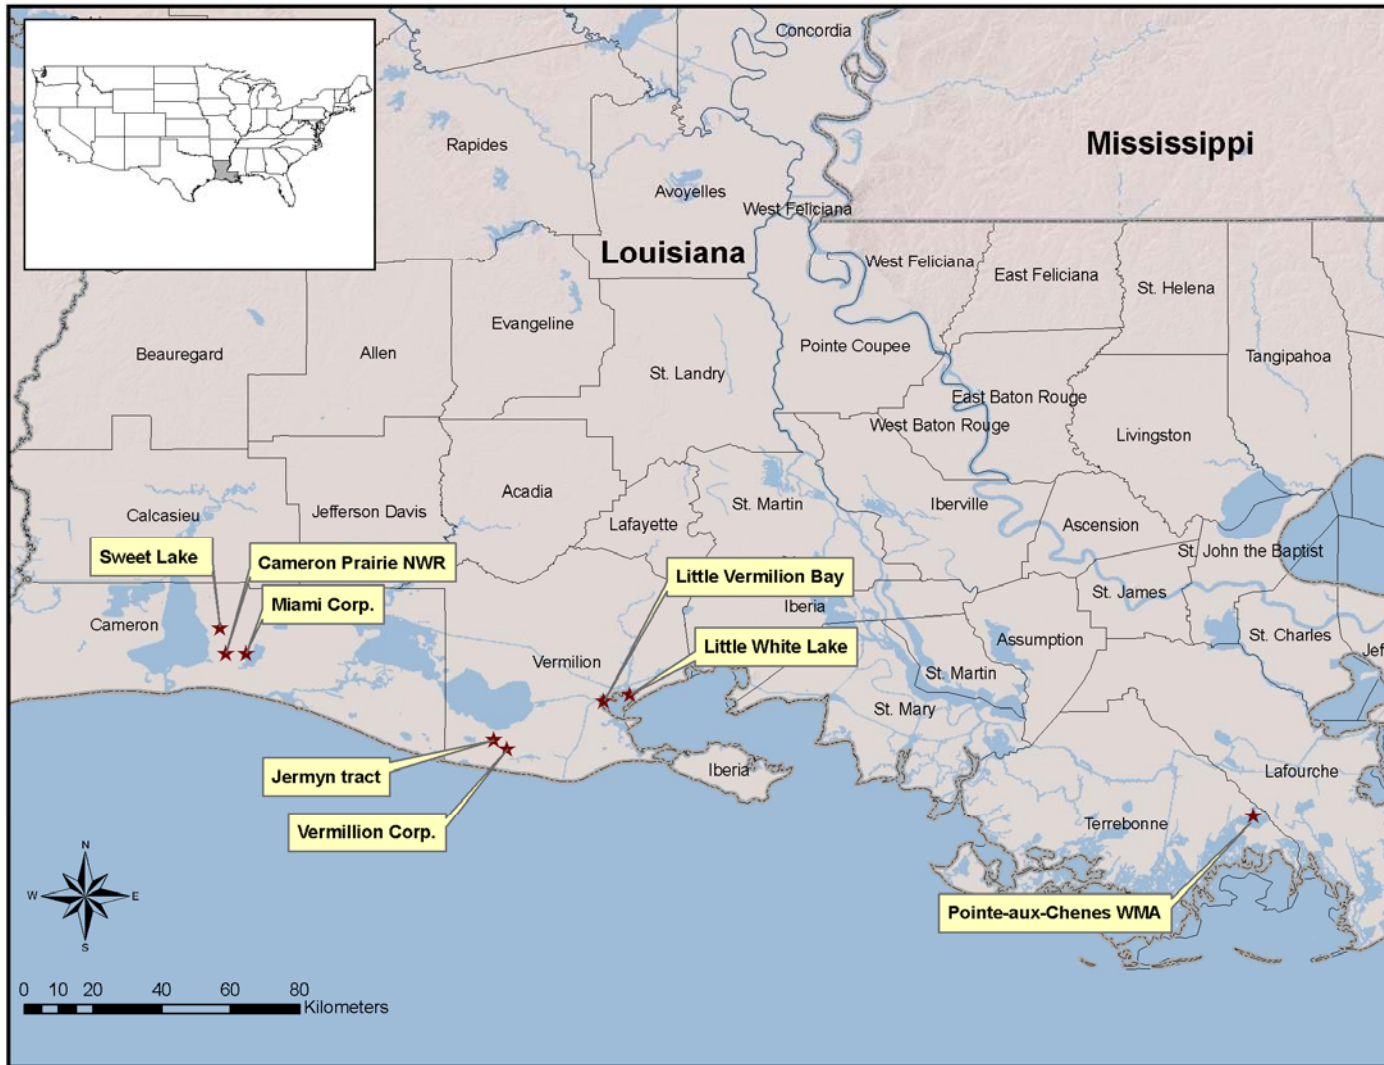 Concordia
Mississippi
Rapides
Avoyelles
West Feliciana
Louisiana
West Feliciana
East Feliciana
St. Helena
Evangeline
Beauregard
Allen
Pointe Coupee
Tangipahoa
St. Landry
East Baton Rouge
West Baton Rouge
Livingston
Acadia
St. Martin
Iberville
Calcasieu
Jefferson Davis
Lafayette
Ascension
St. John the Baptist
Sweet Lake
Cameron Prairie NWR
Little Vermilion Bay
Miami Corp.
Iberia
St. James
Cameron
Assumption
St. Charles
Little White Lake
Vermilion
St. Martin
St. Mary
Iberia
Jermyn tract
Lafourche
Vermillion Corp.
Terrebonne
Pointe-aux-Chenes WMA
N
W
E
S
0 10 20 40 60 80
Kilometers